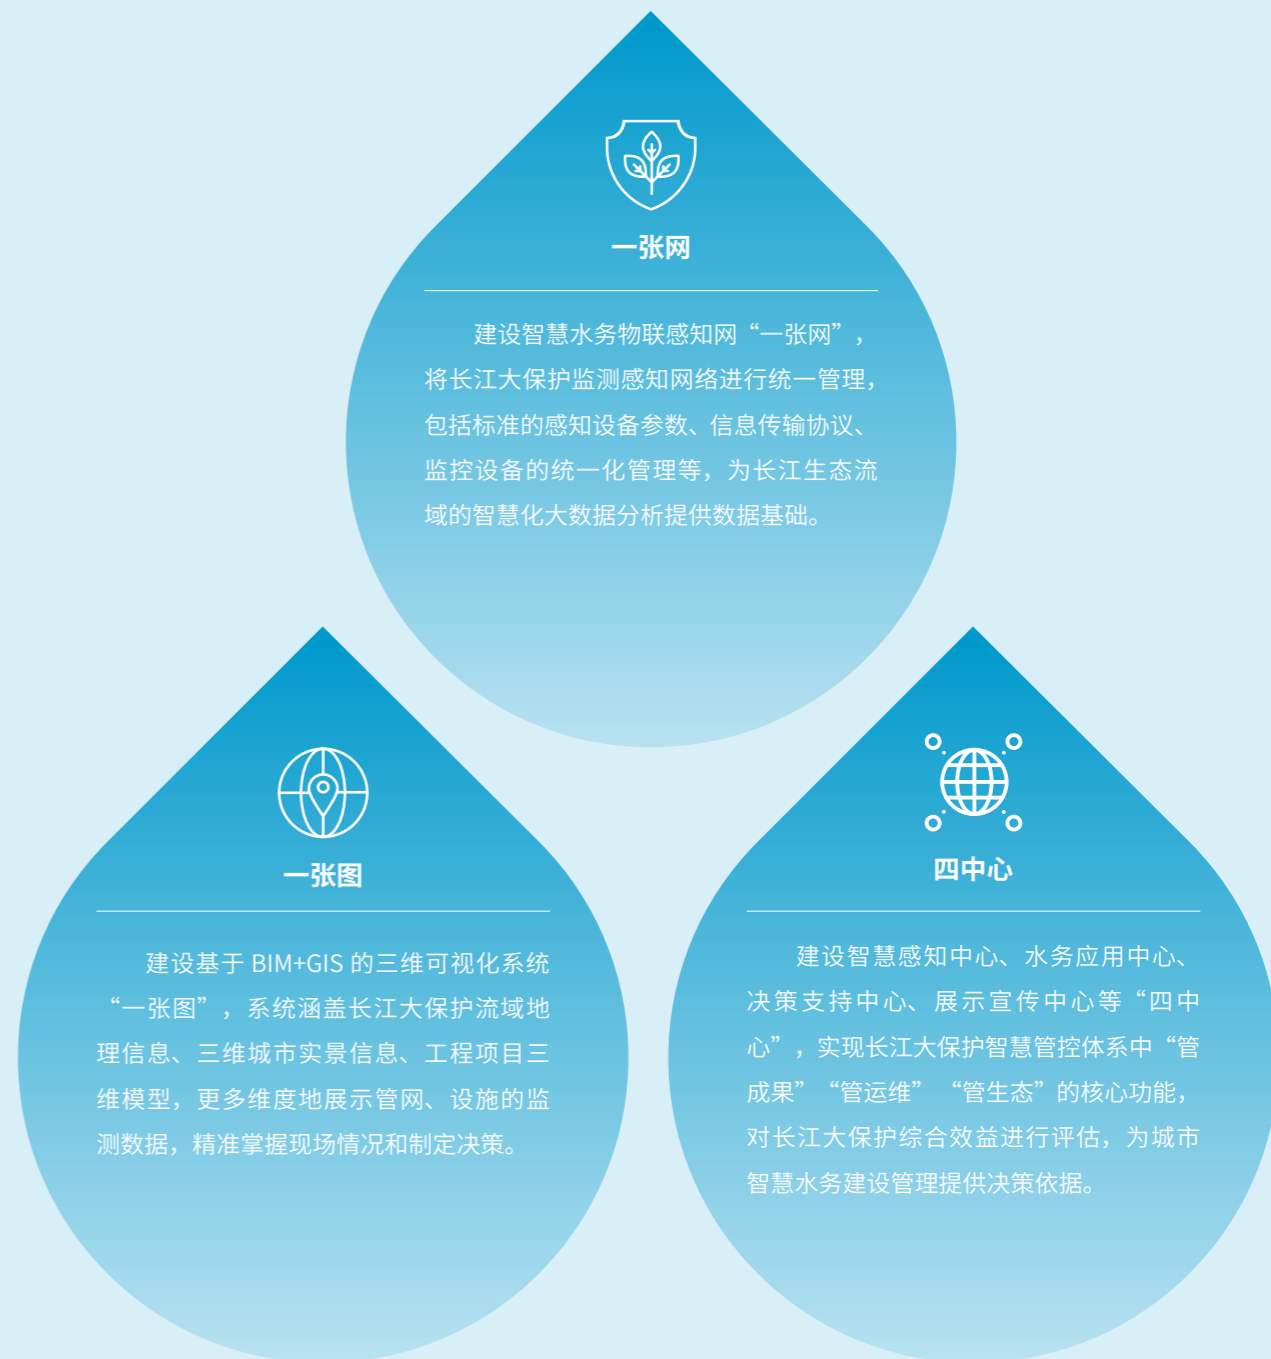 一张网
建设智慧水务物联感知网“一张网”，
将长江大保护监测感知网络进行统一管理，
包括标准的感知设备参数、信息传输协议、
监控设备的统一化管理等，为长江生态流
域的智慧化大数据分析提供数据基础。
一张图
建设基于 BIM+GIS 的三维可视化系统
“一张图”，系统涵盖长江大保护流域地
理信息、三维城市实景信息、工程项目三
维模型，更多维度地展示管网、设施的监
测数据，精准掌握现场情况和制定决策。
四中心
建设智慧感知中心、水务应用中心、
决策支持中心、展示宣传中心等“四中
心”，实现长江大保护智慧管控体系中“管
成果”“管运维”“管生态”的核心功能，
对长江大保护综合效益进行评估，为城市
智慧水务建设管理提供决策依据。